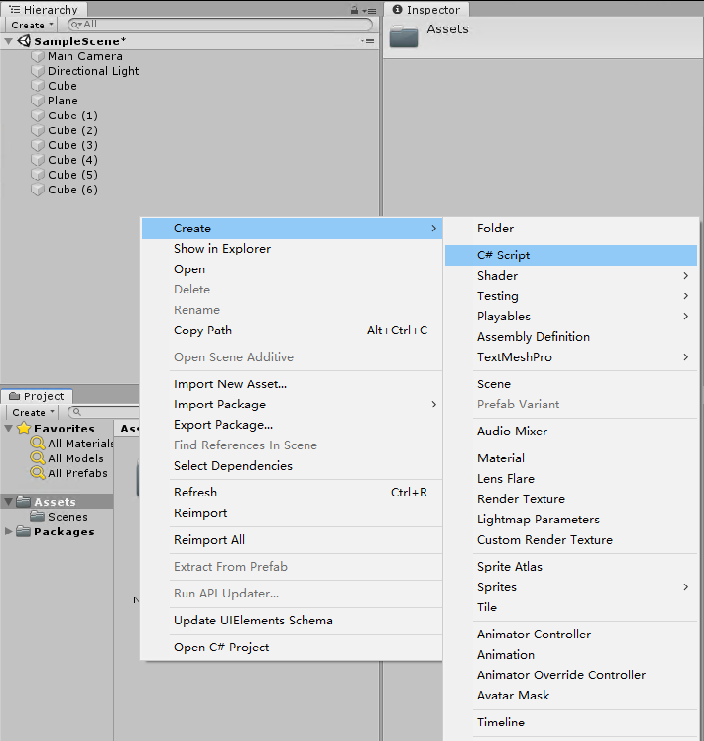 Hierarchy
Create
All
SampleScene*
Main Camera
Directional Light
Cube
Plane
Cube (1)
Cube (2)
Cube (3)
Cube (4)
Cube (5)
Cube (6)
Inspector
Assets
Project
Create
Favorites
All Materials
All Models
All Prefabs
Assets
Scenes
Packages
Create
Show in Explorer
Open
Delete
Rename
Copy Path Alt+Ctrl+C
Open Scene Additive
Import New Asset...
Import Package
Export Package...
Find References In Scene
Select Dependencies
Refresh Ctrl+R
Reimport
Reimport All
Extract From Prefab
Run API Updater...
Update UIElements Schema
Open C# Project
Folder
C# Script
Shader
Testing
Playables
Assembly Definition
TextMeshPro
Scene
Prefab Variant
Audio Mixer
Material
Lens Flare
Render Texture
Lightmap Parameters
Custom Render Texture
Sprite Atlas
Sprites
Tile
Animator Controller
Animation
Animator Override Controller
Avatar Mask
Timeline